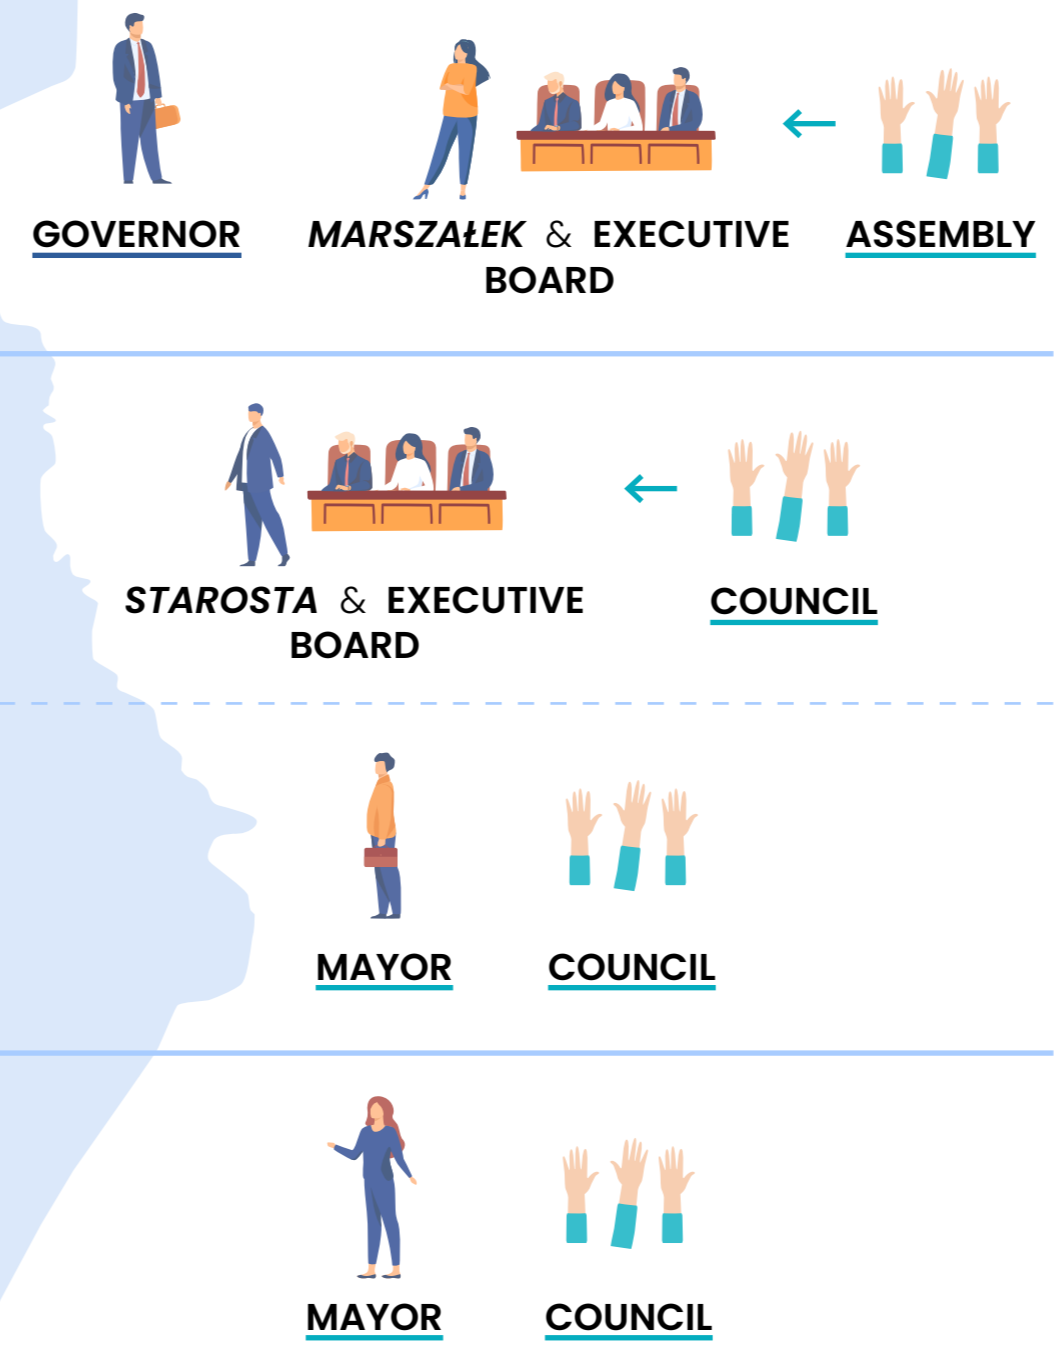 GOVERNOR
MARSZAŁEK & EXECUTIVE
BOARD
ASSEMBLY
STAROSTA & EXECUTIVE
BOARD
COUNCIL
MAYOR
COUNCIL
MAYOR
COUNCIL